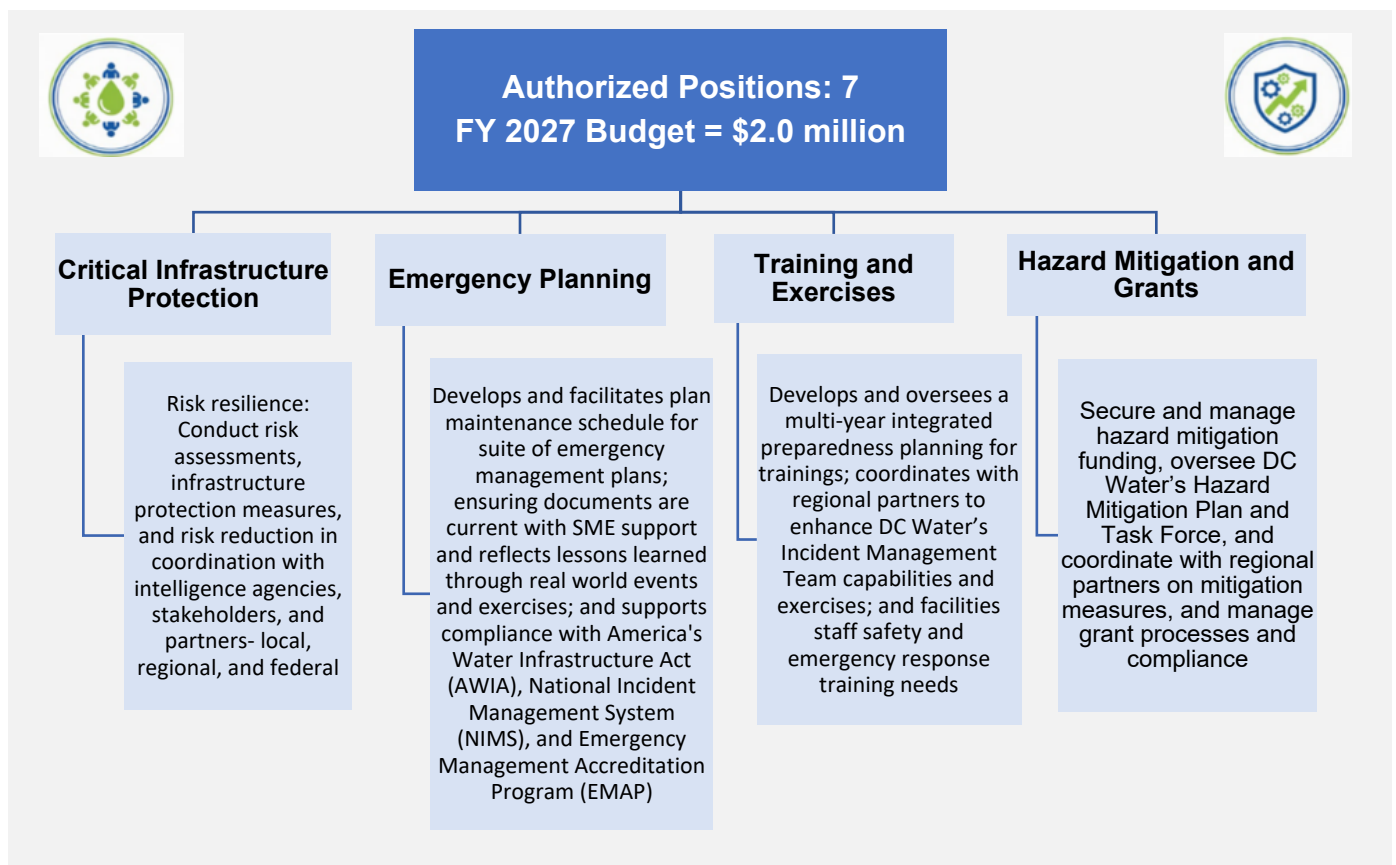 Authorized Positions: 7
FY 2027 Budget = $2.0 million
Critical Infrastructure
Protection
Risk resilience:
Conduct risk
assessments,
infrastructure
protection measures,
and risk reduction in
coordination with
intelligence agencies,
stakeholders, and
partners- local,
regional, and federal
Emergency Planning
Develops and facilitates plan
maintenance schedule for
suite of emergency
management plans;
ensuring documents are
current with SME support
and reflects lessons learned
through real world events
and exercises; and supports
compliance with America's
Water Infrastructure Act
(AWIA), National Incident
Management System
(NIMS), and Emergency
Management Accreditation
Program (EMAP)
Training and
Exercises
Develops and oversees a
multi-year integrated
preparedness planning for
trainings; coordinates with
regional partners to
enhance DC Water’s
Incident Management
Team capabilities and
exercises; and facilities
staff safety and
emergency response
training needs
Hazard Mitigation and
Grants
Secure and manage
hazard mitigation
funding, oversee DC
Water’s Hazard
Mitigation Plan and
Task Force, and
coordinate with regional
partners on mitigation
measures, and manage
grant processes and
compliance